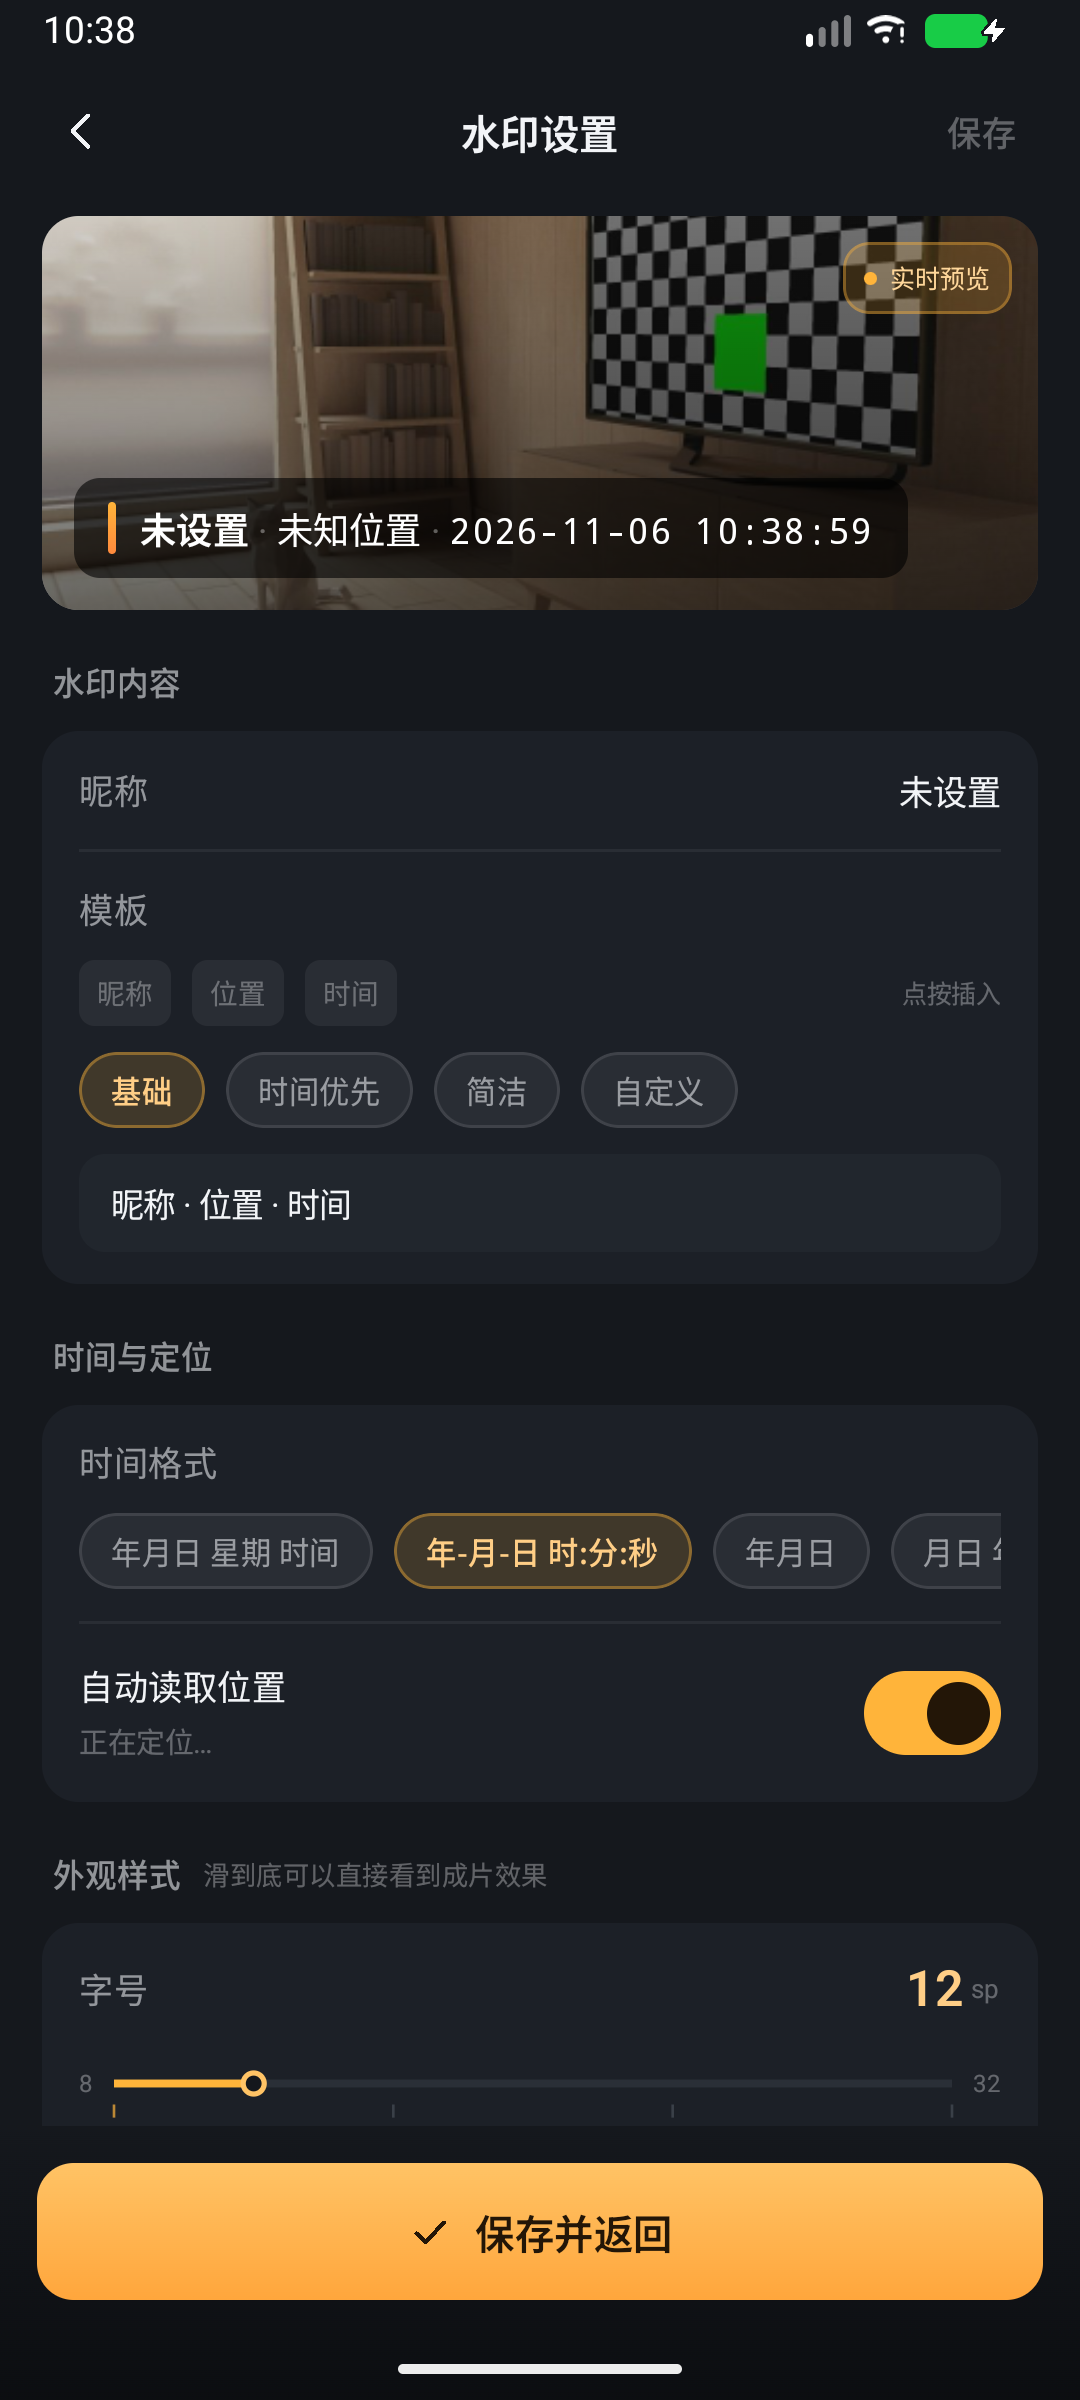 10:38
水印设置
保存
实时预览
未设置 · 未知位置 · 2026-11-06 10:38:59
水印内容
昵称
未设置
模板
昵称 位置 时间 点按插入
基础 时间优先 简洁 自定义
昵称 · 位置 · 时间
时间与定位
时间格式
年月日 星期 时间 年-月-日 时:分:秒 年月日 月日
自动读取位置
正在定位...
外观样式 滑到底可以直接看到成片效果
字号 12 sp
8 32
保存并返回